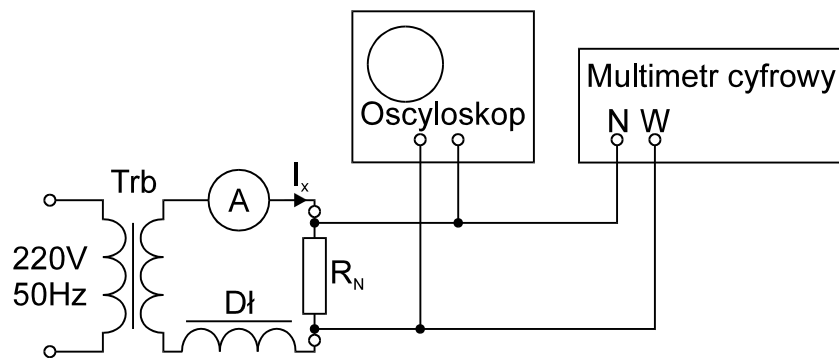 Oscyloskop
Multimetr cyfrowy
N W
Trb
A
Ix
220V
50Hz
RN
Dł